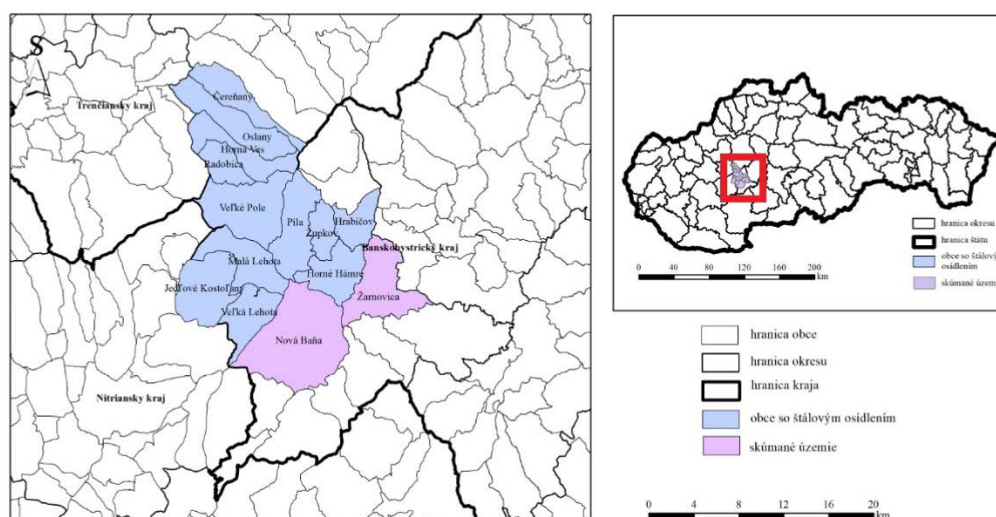 S
Trenčiansky kraj
Čereňany
Oslany
Horná Ves
Radobica
Veľké Pole
Píla
Župkov
Hrabičov
Banskobystrický kraj
Malá Lehota
Horné Hámre
Jedľové Kostoľany
Žarnovica
Veľká Lehota
Nová Baňa
Nitriansky kraj
hranica okresu
hranica štátu
obce so štálovým
osídlením
skúmané územie
0 40 80 120 160 200
km
hranica obce
hranica okresu
hranica kraja
obce so štálovým osídlením
skúmané územie
0 4 8 12 16 20
km